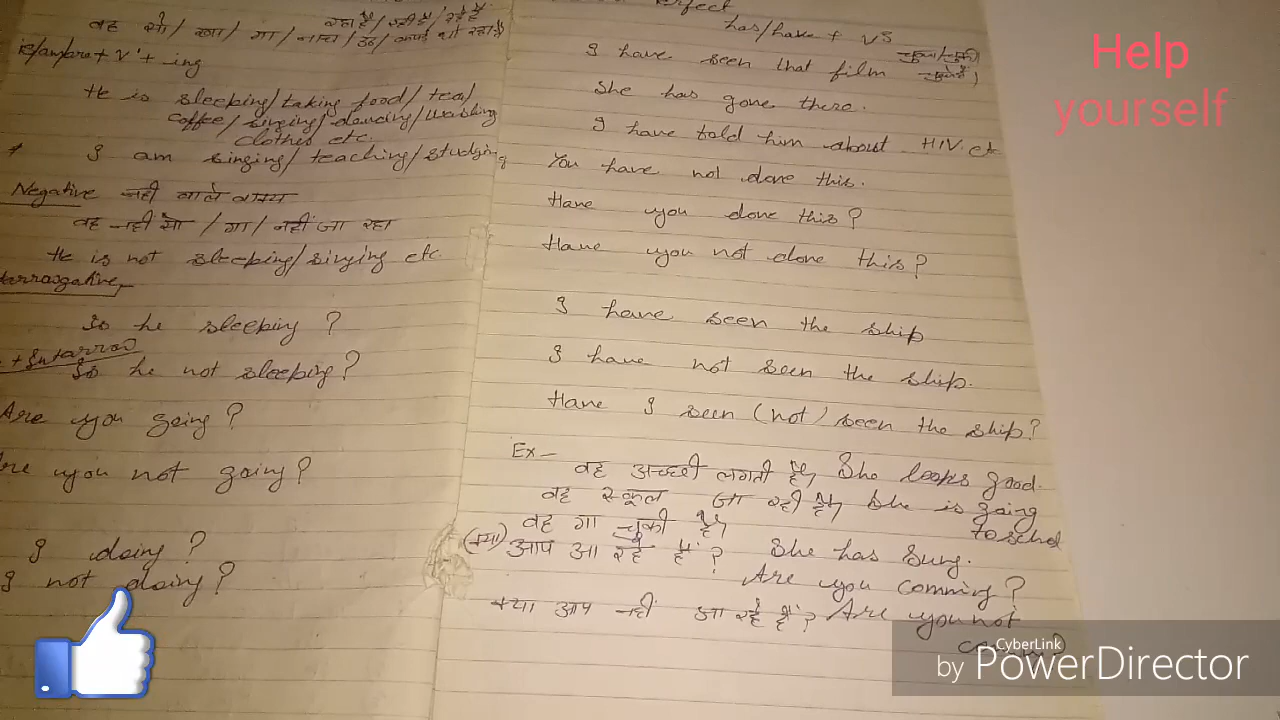 वह सो/ खा/ गा/ नाच/
रहा है/ रही है/ रहे हैं
is/am/are + V' + ing
He is sleeping/taking food/tea/
coffee/singing/dancing/washing
clothes etc.
* I am singing/teaching/studying
Negative नहीं वाले वाक्य
वह नहीं सो / गा/ नहीं जा रहा
He is not sleeping/singing etc.
Is he sleeping ?
Is he not sleeping?
Are you going ?
you not going?
I doing ?
I not doing ?
has/have + V3
I have seen that film
She has gone there.
I have told him about HIV. etc
You have not done this.
Have you done this?
Have you not done this?
I have seen the ship
I have not seen the ship.
Have I seen (not) seen the ship?
Ex- वह अच्छी लगती है, She looks good.
वह स्कूल जा रही है, She is going
to school
वह गा चुकी है, She has sung.
(क्या) आप आ रहे हैं ? Are you comming?
क्या आप नहीं आ रहे हैं? Are you not
Help
yourself
CyberLink
by PowerDirector